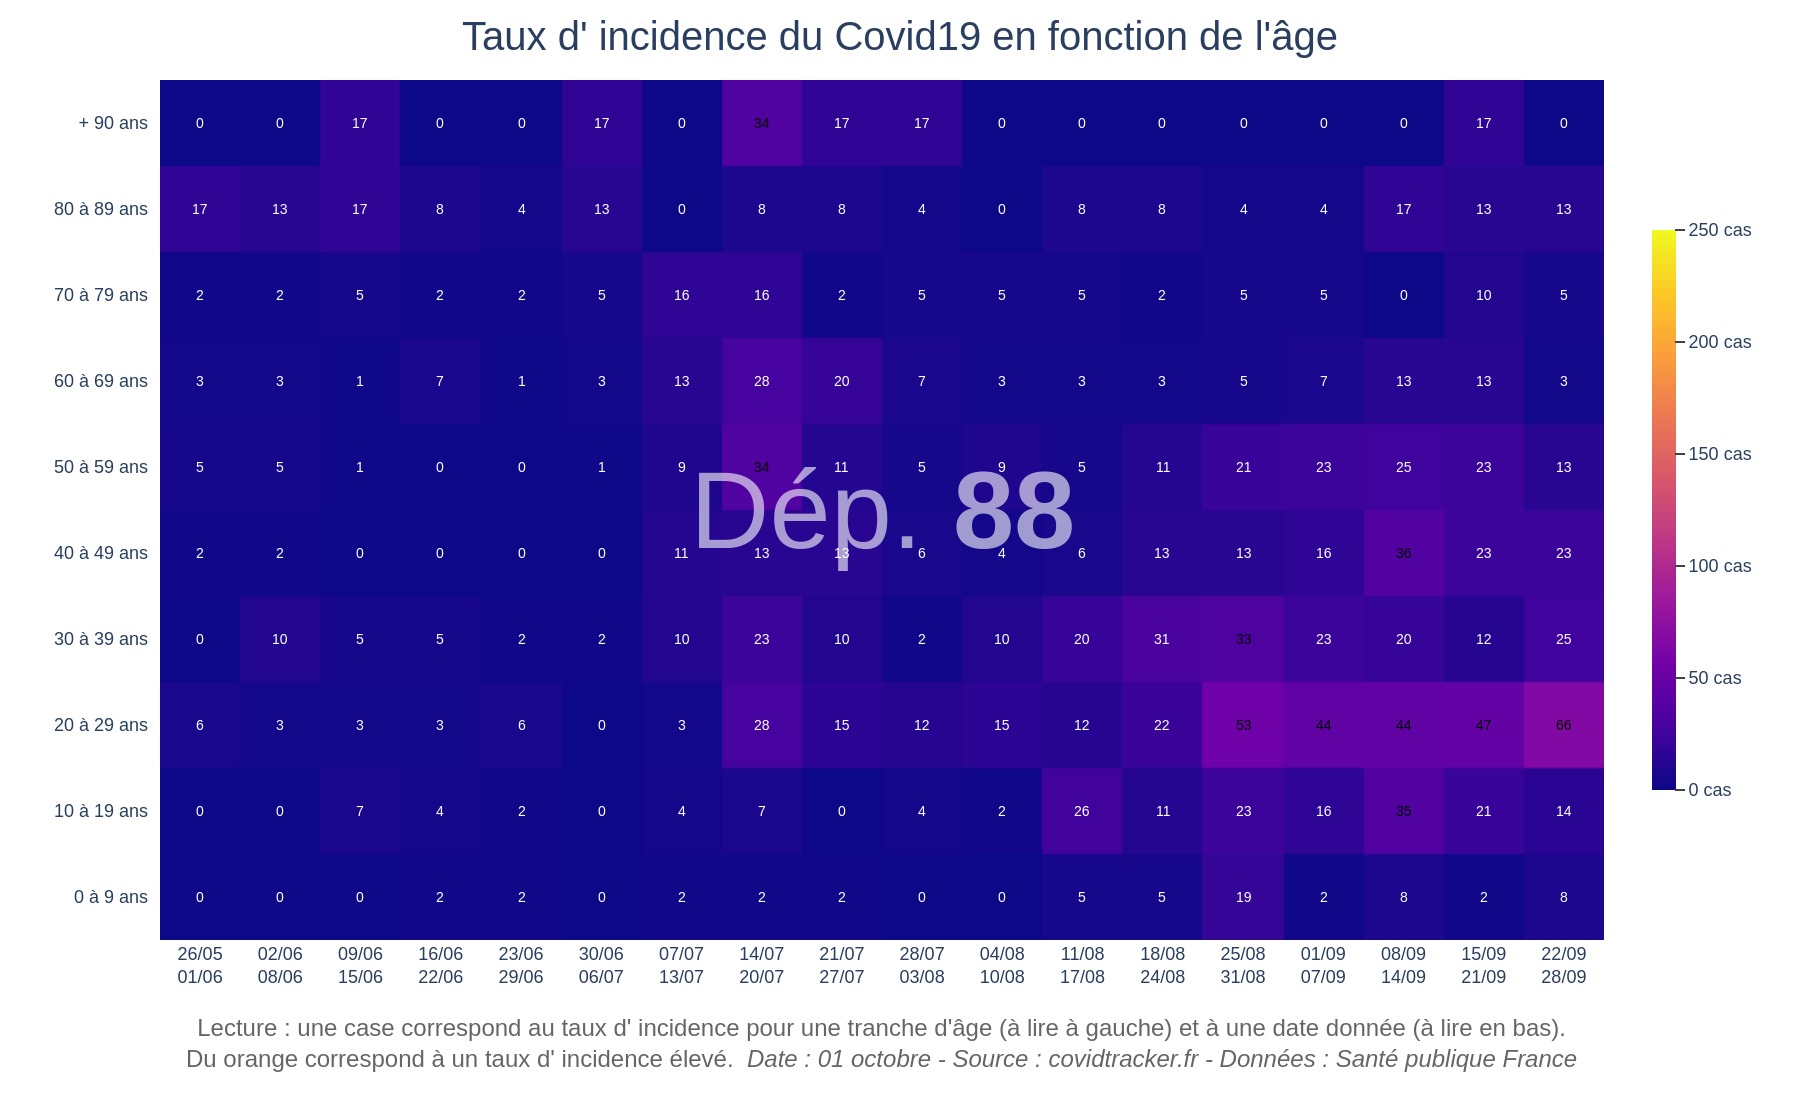 Taux d' incidence du Covid19 en fonction de l'âge
+ 90 ans 0 0 17 0 0 17 0 34 17 17 0 0 0 0 0 0 17 0
80 à 89 ans 17 13 17 8 4 13 0 8 8 4 0 8 8 4 4 17 13 13
250 cas
70 à 79 ans 2 2 5 2 2 5 16 16 2 5 5 5 2 5 5 0 10 5
200 cas
60 à 69 ans 3 3 1 7 1 3 13 28 20 7 3 3 3 5 7 13 13 3
150 cas
50 à 59 ans 5 5 1 0 0 1 9 34 11 5 9 5 11 21 23 25 23 13
Dép. 88
40 à 49 ans 2 2 0 0 0 0 11 13 13 6 4 6 13 13 16 36 23 23
100 cas
30 à 39 ans 0 10 5 5 2 2 10 23 10 2 10 20 31 33 23 20 12 25
50 cas
20 à 29 ans 6 3 3 3 6 0 3 28 15 12 15 12 22 53 44 44 47 66
0 cas
10 à 19 ans 0 0 7 4 2 0 4 7 0 4 2 26 11 23 16 35 21 14
0 à 9 ans 0 0 0 2 2 0 2 2 2 0 0 5 5 19 2 8 2 8
26/05 02/06 09/06 16/06 23/06 30/06 07/07 14/07 21/07 28/07 04/08 11/08 18/08 25/08 01/09 08/09 15/09 22/09
01/06 08/06 15/06 22/06 29/06 06/07 13/07 20/07 27/07 03/08 10/08 17/08 24/08 31/08 07/09 14/09 21/09 28/09
Lecture : une case correspond au taux d' incidence pour une tranche d'âge (à lire à gauche) et à une date donnée (à lire en bas).
Du orange correspond à un taux d' incidence élevé. Date : 01 octobre - Source : covidtracker.fr - Données : Santé publique France